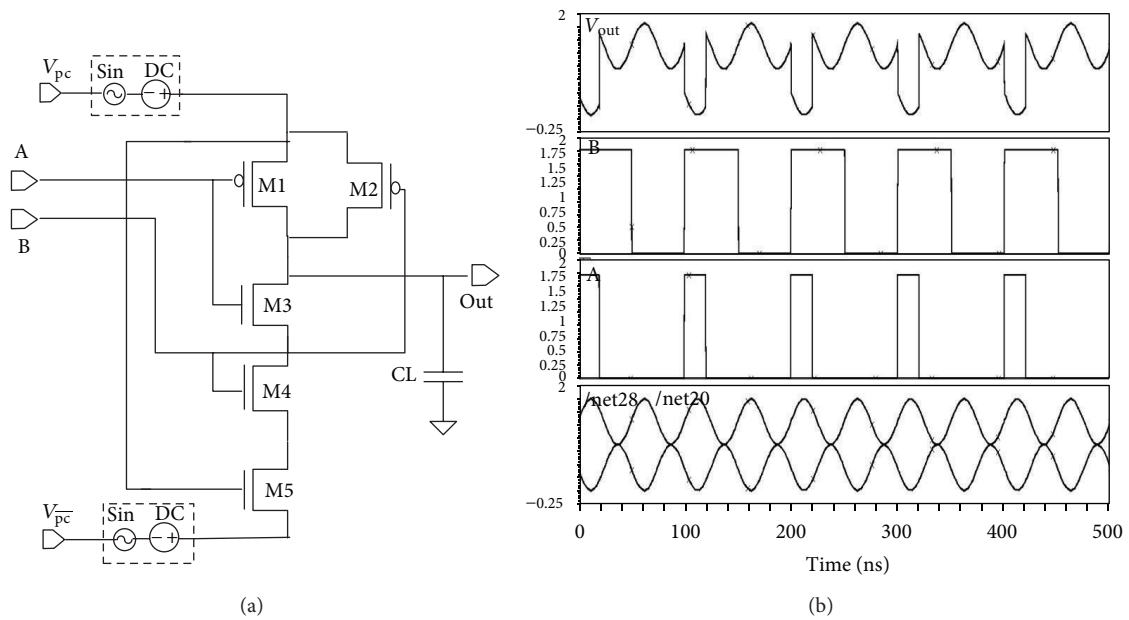 V_pc
Sin
DC
A
B
M1
M2
M3
M4
M5
Out
CL
V_p̅c̅
Sin
DC
(a)
2
V_out
−0.25
2
1.75
1.5
1.25
1
0.75
0.5
0.25
0
B
2
1.75
1.5
1.25
1
0.75
0.5
0.25
0
A
2
/net28
/net20
−0.25
0
100
200
300
400
500
Time (ns)
(b)